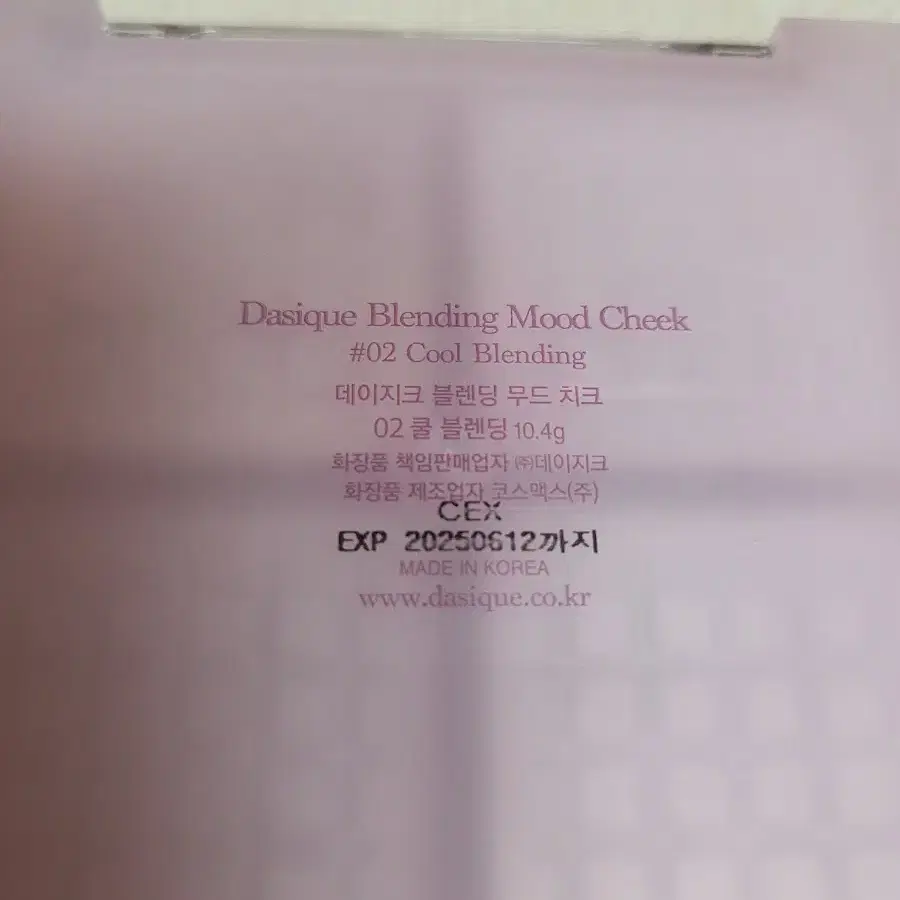 Dasique Blending Mood Cheek
#02 Cool Blending
데이지크 블렌딩 무드 치크
02 쿨 블렌딩 10.4g
화장품 책임판매업자 ㈜데이지크
화장품 제조업자 코스맥스(주)
CEX
EXP 20250612까지
MADE IN KOREA
www.dasique.co.kr